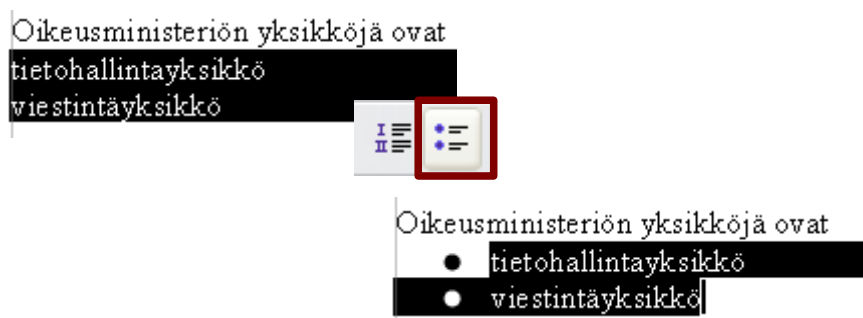 Oikeusministeriön yksikköjä ovat
tietohallintayksikkö
viestintäyksikkö
Oikeusministeriön yksikköjä ovat
● tietohallintayksikkö
● viestintäyksikkö